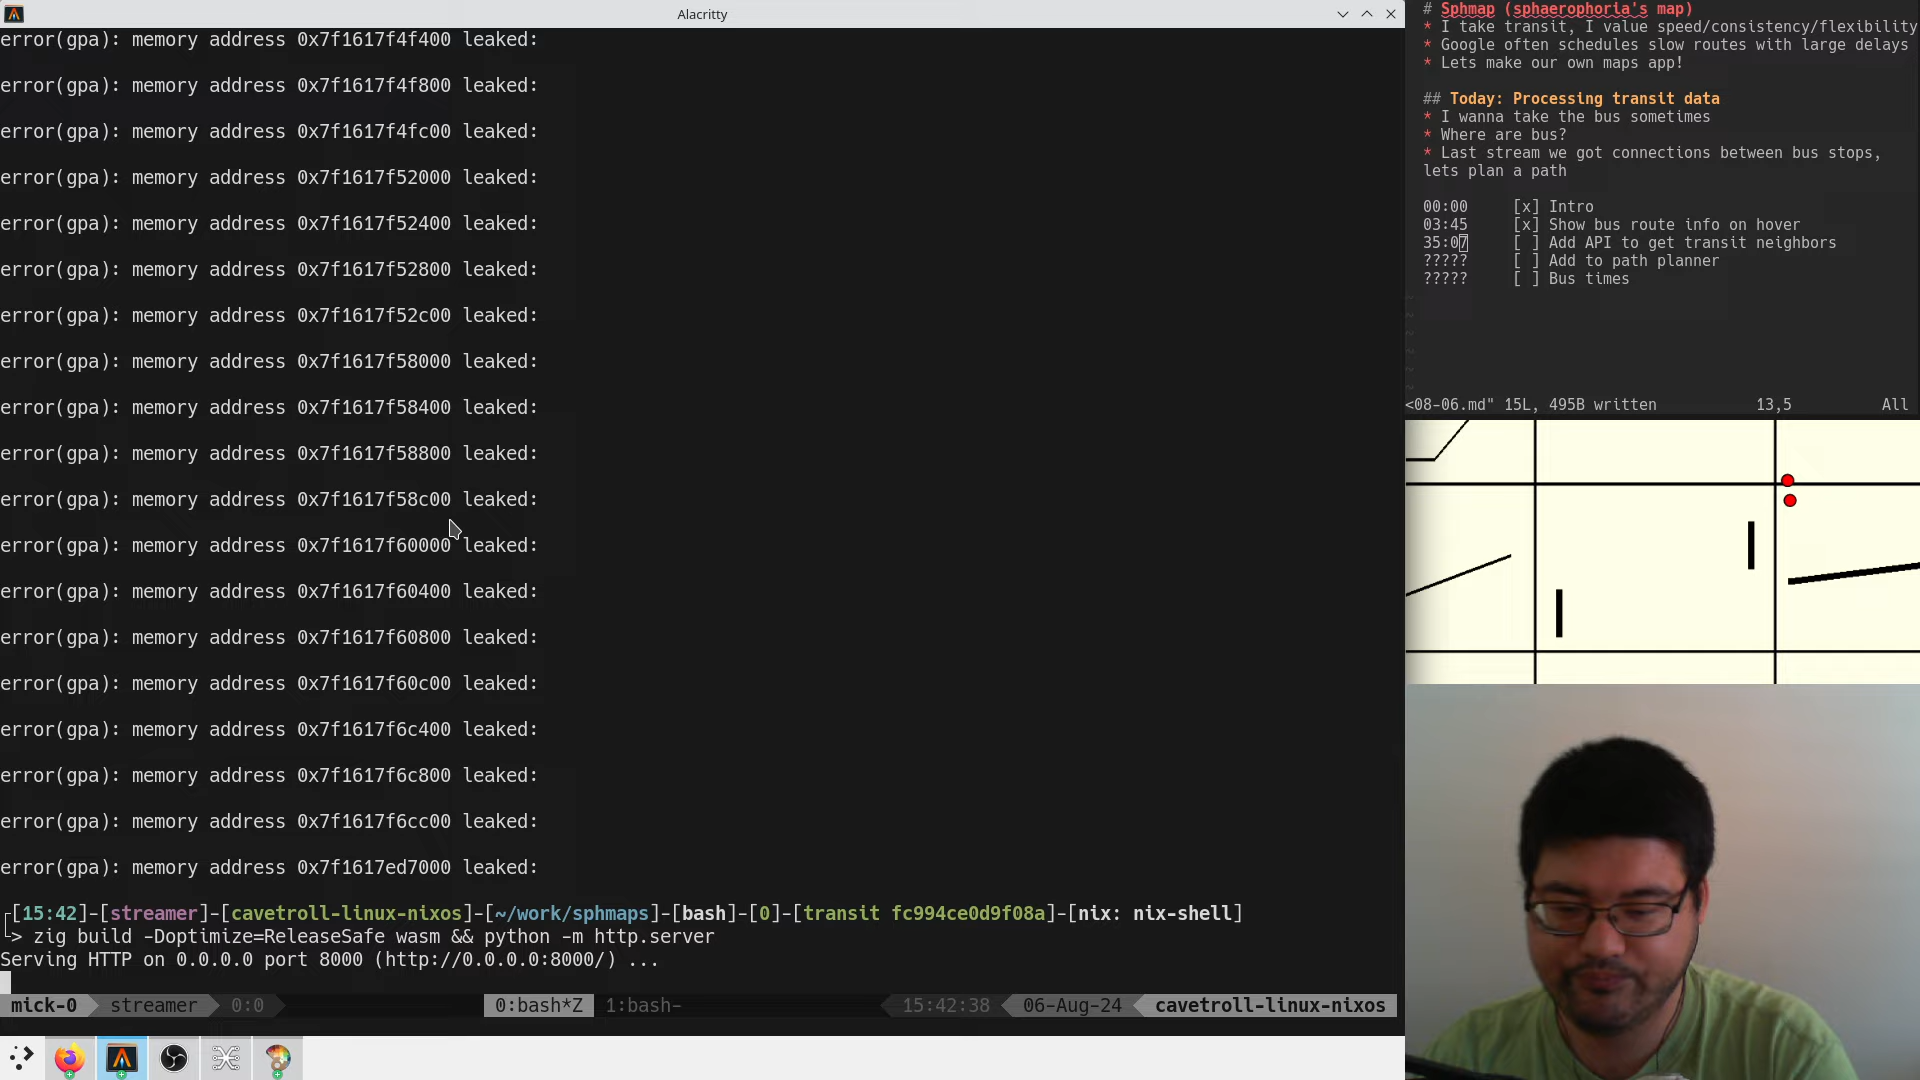 Alacritty
error(gpa): memory address 0x7f1617f4f400 leaked:
error(gpa): memory address 0x7f1617f4f800 leaked:
error(gpa): memory address 0x7f1617f4fc00 leaked:
error(gpa): memory address 0x7f1617f52000 leaked:
error(gpa): memory address 0x7f1617f52400 leaked:
error(gpa): memory address 0x7f1617f52800 leaked:
error(gpa): memory address 0x7f1617f52c00 leaked:
error(gpa): memory address 0x7f1617f58000 leaked:
error(gpa): memory address 0x7f1617f58400 leaked:
error(gpa): memory address 0x7f1617f58800 leaked:
error(gpa): memory address 0x7f1617f58c00 leaked:
error(gpa): memory address 0x7f1617f60000 leaked:
error(gpa): memory address 0x7f1617f60400 leaked:
error(gpa): memory address 0x7f1617f60800 leaked:
error(gpa): memory address 0x7f1617f60c00 leaked:
error(gpa): memory address 0x7f1617f6c400 leaked:
error(gpa): memory address 0x7f1617f6c800 leaked:
error(gpa): memory address 0x7f1617f6cc00 leaked:
error(gpa): memory address 0x7f1617ed7000 leaked:
┌[15:42]-[streamer]-[cavetroll-linux-nixos]-[~/work/sphmaps]-[bash]-[0]-[transit fc994ce0d9f08a]-[nix: nix-shell]
└> zig build -Doptimize=ReleaseSafe wasm && python -m http.server
Serving HTTP on 0.0.0.0 port 8000 (http://0.0.0.0:8000/) ...
mick-0 streamer 0:0 0:bash*Z 1:bash- 15:42:38 06-Aug-24 cavetroll-linux-nixos
# Sphmap (sphaerophoria's map)
* I take transit, I value speed/consistency/flexibility
* Google often schedules slow routes with large delays
* Lets make our own maps app!
## Today: Processing transit data
* I wanna take the bus sometimes
* Where are bus?
* Last stream we got connections between bus stops,
lets plan a path
00:00 [x] Intro
03:45 [x] Show bus route info on hover
35:07 [ ] Add API to get transit neighbors
????? [ ] Add to path planner
????? [ ] Bus times
~
~
~
~
~
~
<08-06.md" 15L, 495B written 13,5 All